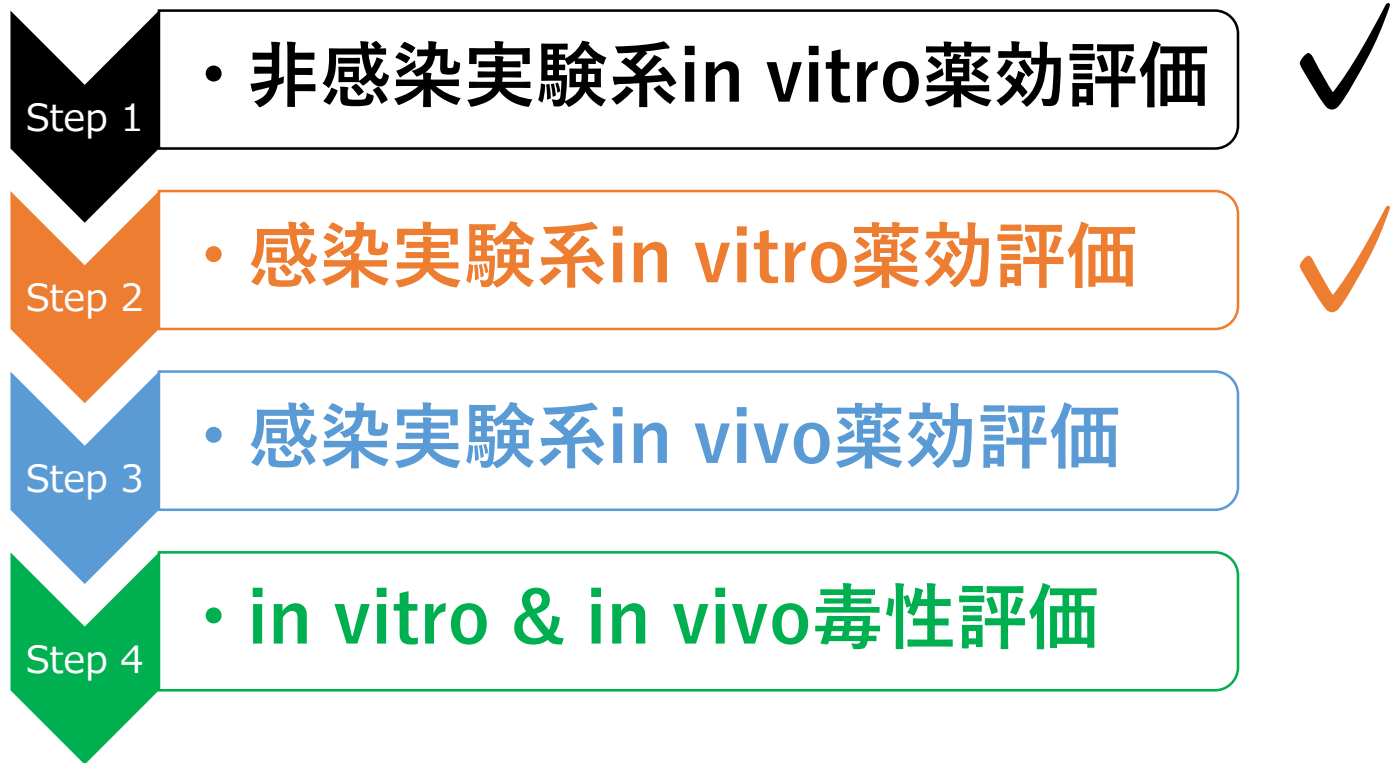 Step 1
・非感染実験系in vitro薬効評価
Step 2
・感染実験系in vitro薬効評価
Step 3
・感染実験系in vivo薬効評価
Step 4
・in vitro & in vivo毒性評価